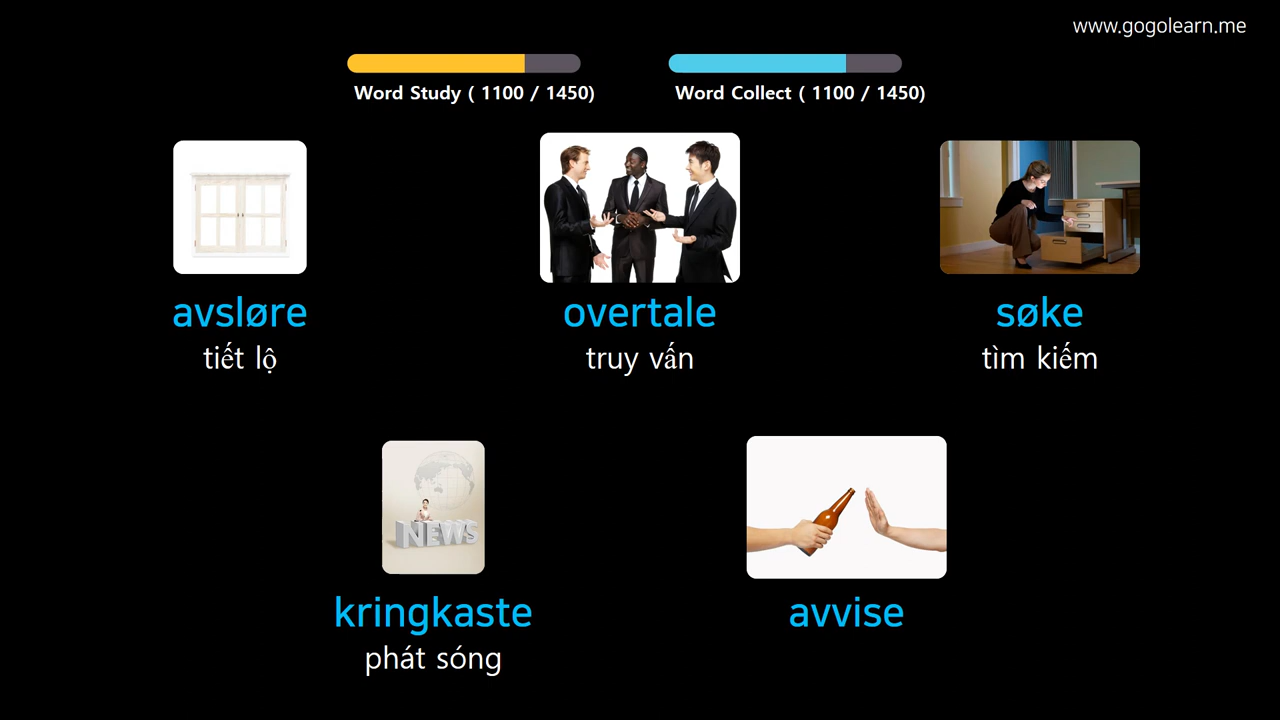 www.gogolearn.me
Word Study ( 1100 / 1450)
Word Collect ( 1100 / 1450)
avsløre
tiết lộ
overtale
truy vấn
søke
tìm kiếm
NEWS
kringkaste
phát sóng
avvise